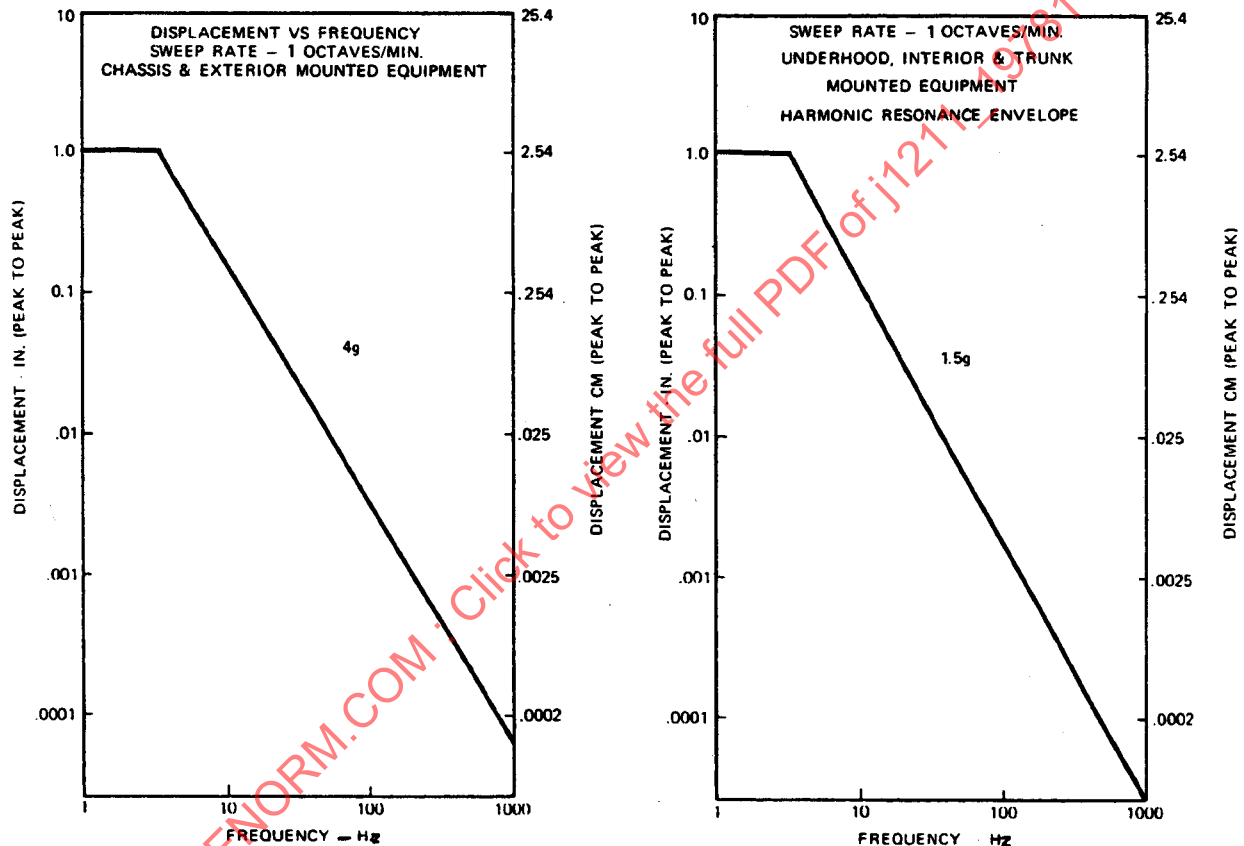 DISPLACEMENT VS FREQUENCY
SWEEP RATE – 1 OCTAVES/MIN.
CHASSIS & EXTERIOR MOUNTED EQUIPMENT
10
1.0
0.1
.01
.001
.0001
DISPLACEMENT - IN. (PEAK TO PEAK)
4g
25.4
2.54
.254
.025
.0025
.0002
DISPLACEMENT CM (PEAK TO PEAK)
1
10
100
1000
FREQUENCY – Hz
SWEEP RATE – 1 OCTAVES/MIN.
UNDERHOOD, INTERIOR & TRUNK
MOUNTED EQUIPMENT
HARMONIC RESONANCE ENVELOPE
10
1.0
0.1
.01
.001
.0001
DISPLACEMENT - IN. (PEAK TO PEAK)
1.5g
25.4
2.54
.254
.025
.0025
.0002
DISPLACEMENT CM (PEAK TO PEAK)
1
10
100
1000
FREQUENCY - Hz
ENORM.COM : Click to view the full PDF of j1211_19781